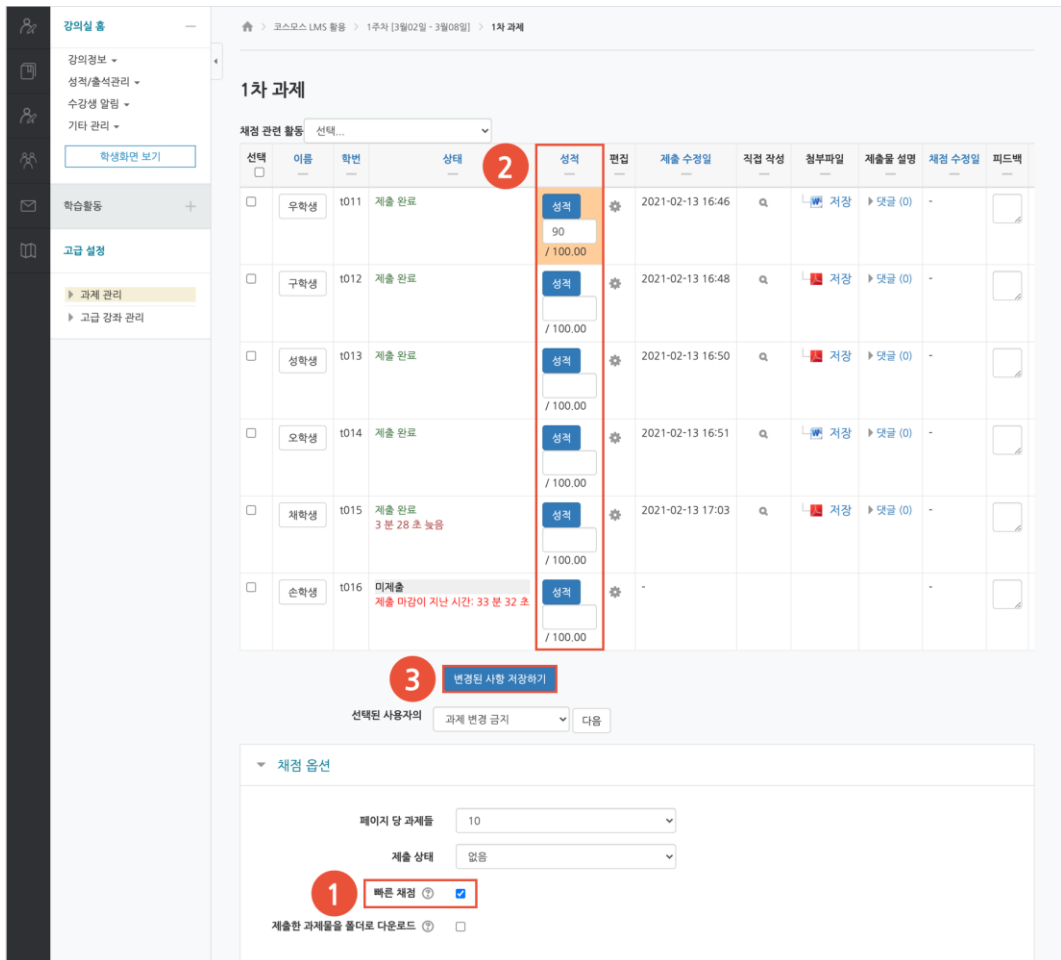 강의실 홈
코스모스 LMS 활용 > 1주차 [3월02일 - 3월08일] > 1차 과제
강의정보
성적/출석관리
수강생 알림
기타 관리
학생화면 보기
학습활동
고급 설정
과제 관리
고급 강좌 관리
1차 과제
채점 관련 활동 선택...
선택 이름 학번 상태 2 성적 편집 제출 수정일 직접 작성 첨부파일 제출물 설명 채점 수정일 피드백
우학생 t011 제출 완료 성적 2021-02-13 16:46 저장 댓글 (0) -
90
/ 100.00
구학생 t012 제출 완료 성적 2021-02-13 16:48 저장 댓글 (0) -
/ 100.00
성학생 t013 제출 완료 성적 2021-02-13 16:50 저장 댓글 (0) -
/ 100.00
오학생 t014 제출 완료 성적 2021-02-13 16:51 저장 댓글 (0) -
/ 100.00
채학생 t015 제출 완료 성적 2021-02-13 17:03 저장 댓글 (0) -
3 분 28 초 늦음
/ 100.00
손학생 t016 미제출 성적 - -
제출 마감이 지난 시간: 33 분 32 초
/ 100.00
3 변경된 사항 저장하기
선택된 사용자의 과제 변경 금지 다음
채점 옵션
페이지 당 과제들 10
제출 상태 없음
1 빠른 채점
제출한 과제물을 폴더로 다운로드